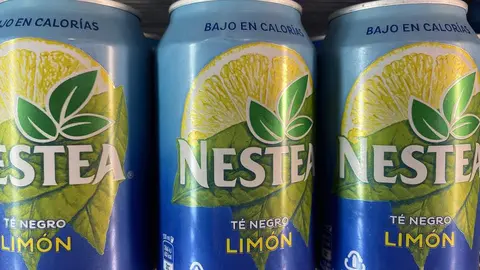 BAJO EN CALORÍAS
ESTEA®
TÉ NEGRO
LIMÓN
BAJO EN CALORÍAS
NESTEA
TÉ NEGRO
LIMÓN
BAJO EN CALORÍAS
NESTEA
TÉ NEGRO
LIMÓN